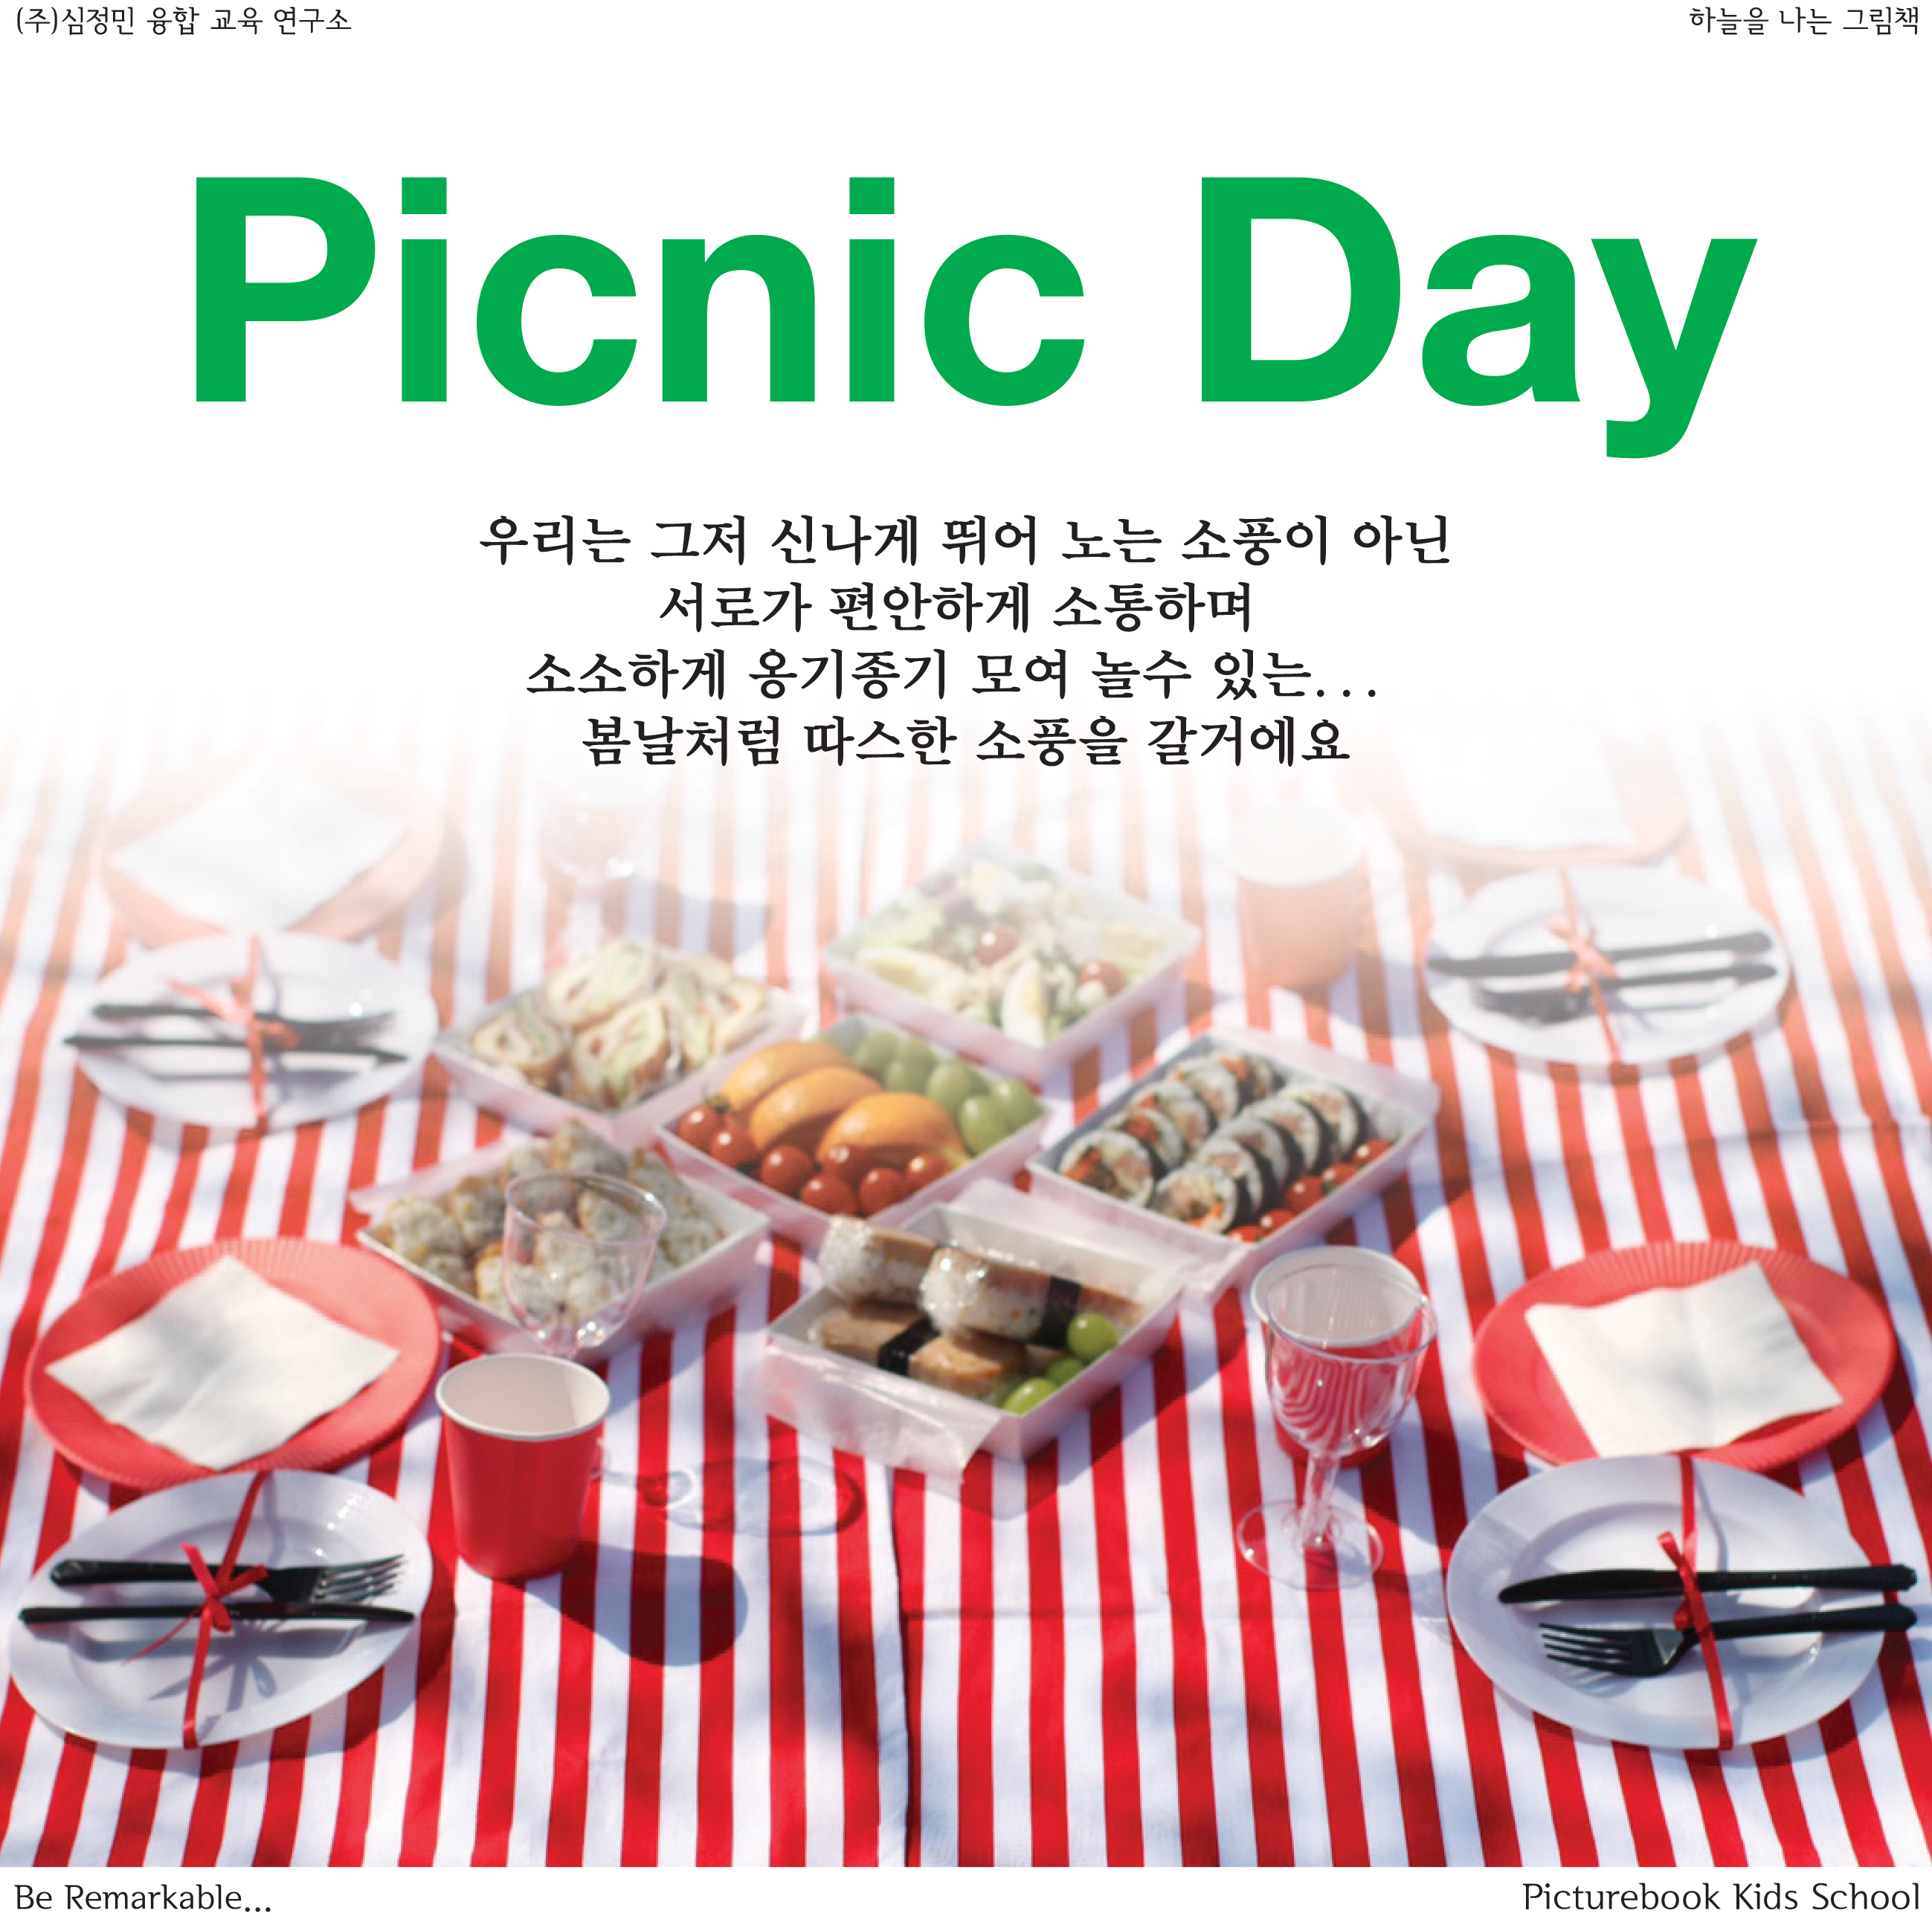 (주)심정민 융합 교육 연구소
하늘을 나는 그림책
Picnic Day
우리는 그저 신나게 뛰어 노는 소풍이 아닌
서로가 편안하게 소통하며
소소하게 옹기종기 모여 놀수 있는...
봄날처럼 따스한 소풍을 갈거에요
Be Remarkable...
Picturebook Kids School